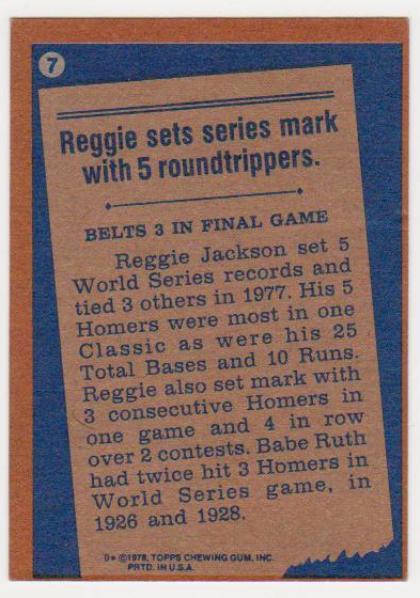 7
Reggie sets series mark
with 5 roundtrippers.
BELTS 3 IN FINAL GAME
Reggie Jackson set 5
World Series records and
tied 3 others in 1977. His 5
Homers were most in one
Classic as were his 25
Total Bases and 10 Runs.
Reggie also set mark with
3 consecutive Homers in
one game and 4 in row
over 2 contests. Babe Ruth
had twice hit 3 Homers in
World Series game, in
1926 and 1928.
D* ©1978, TOPPS CHEWING GUM, INC.
PRTD. IN U.S.A.